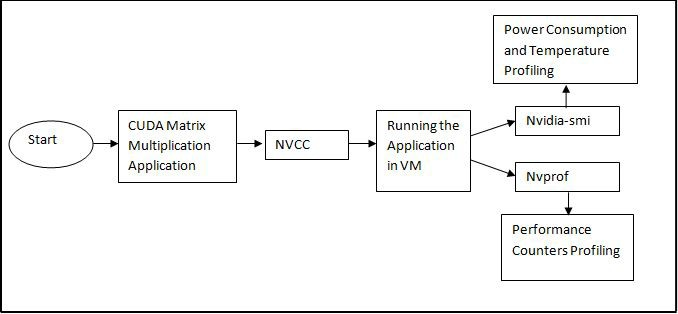 Start
CUDA Matrix
Multiplication
Application
NVCC
Running the
Application
in VM
Power Consumption
and Temperature
Profiling
Nvidia-smi
Nvprof
Performance
Counters Profiling